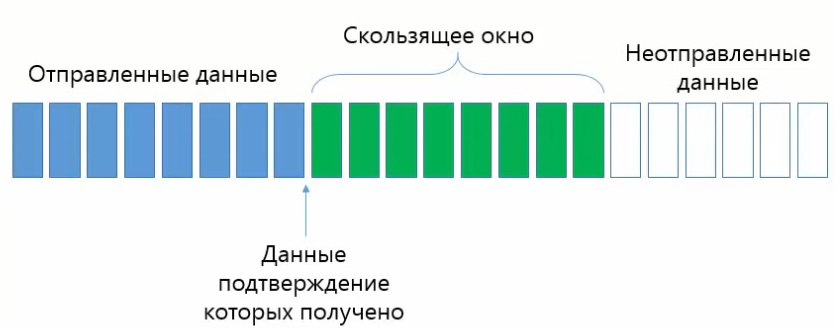 Скользящее окно
Отправленные данные
Неотправленные
данные
Данные
подтверждение
которых получено